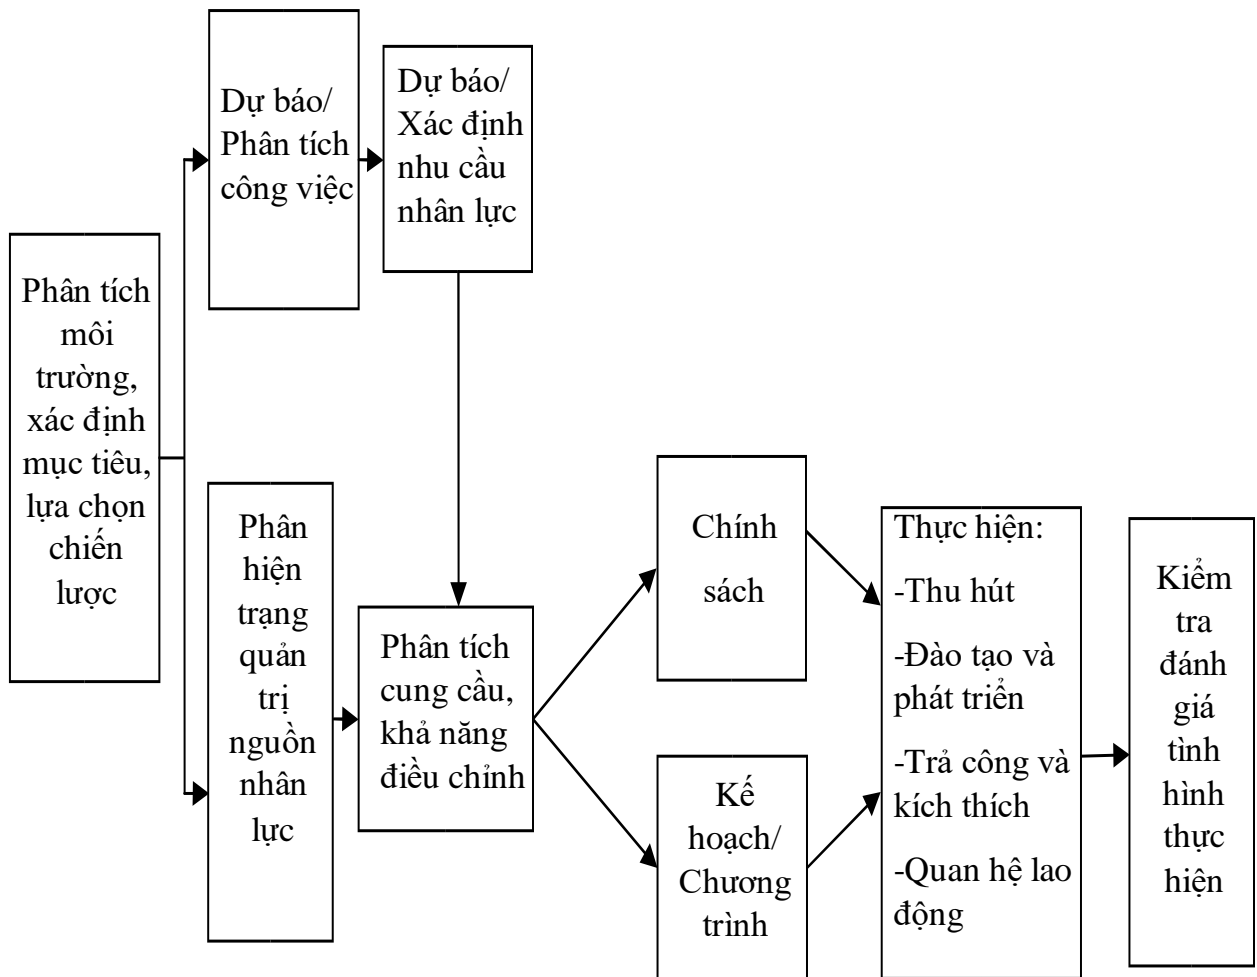 Phân tích
môi
trường,
xác định
mục tiêu,
lựa chọn
chiến
lược
Dự báo/
Phân tích
công việc
Dự báo/
Xác định
nhu cầu
nhân lực
Phân
hiện
trạng
quản
trị
nguồn
nhân
lực
Phân tích
cung cầu,
khả năng
điều chỉnh
Chính
sách
Kế
hoạch/
Chương
trình
Thực hiện:
-Thu hút
-Đào tạo và
phát triển
-Trả công và
kích thích
-Quan hệ lao
động
Kiểm
tra
đánh
giá
tình
hình
thực
hiện